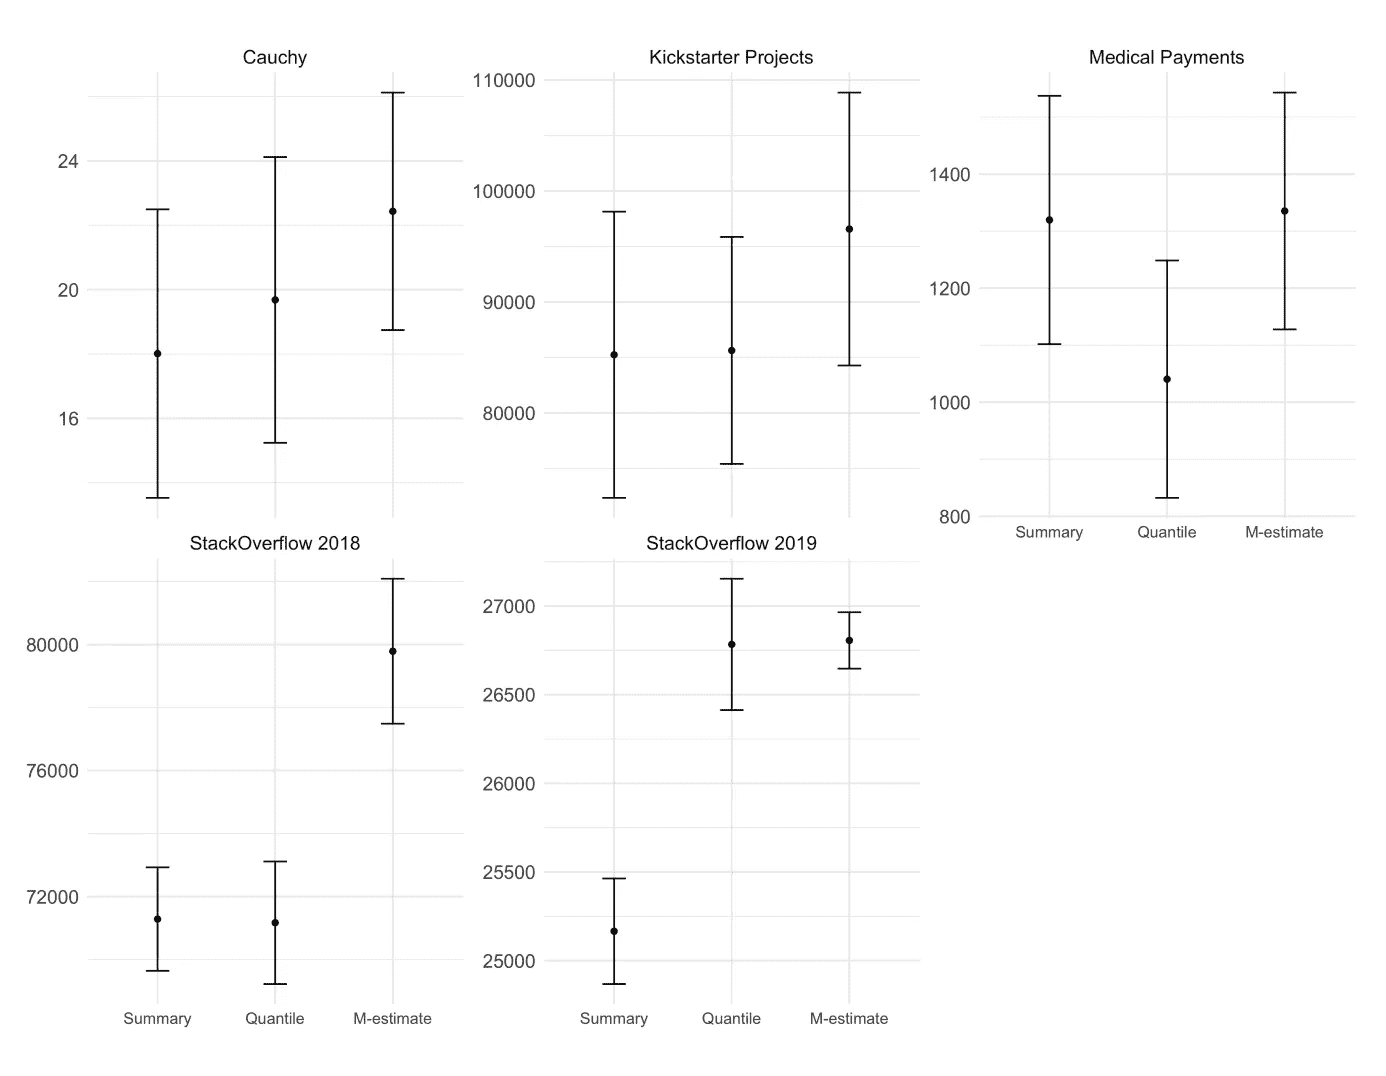 Cauchy
24
20
16
Kickstarter Projects
110000
100000
90000
80000
Medical Payments
1400
1200
1000
800
Summary Quantile M-estimate
StackOverflow 2018
80000
76000
72000
Summary Quantile M-estimate
StackOverflow 2019
27000
26500
26000
25500
25000
Summary Quantile M-estimate